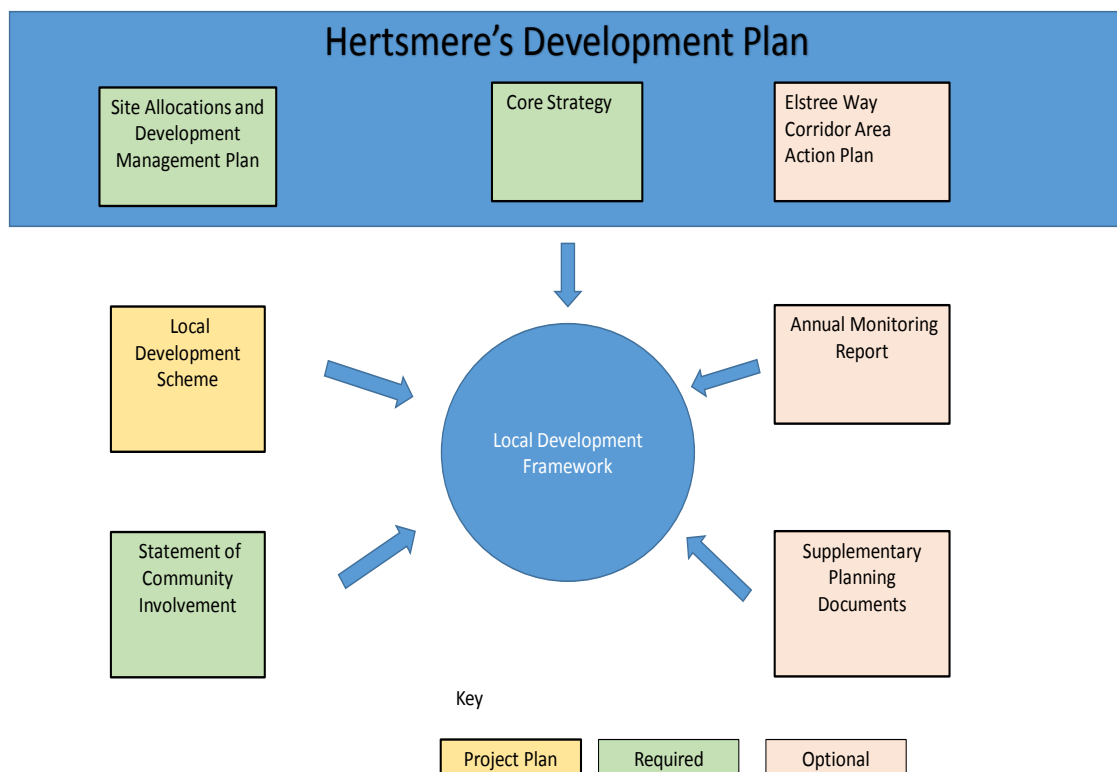 Hertsmere's Development Plan
Site Allocations and
Development
Management Plan
Core Strategy
Elstree Way
Corridor Area
Action Plan
Local
Development
Scheme
Annual Monitoring
Report
Local Development
Framework
Statement of
Community
Involvement
Supplementary
Planning
Documents
Key
Project Plan
Required
Optional